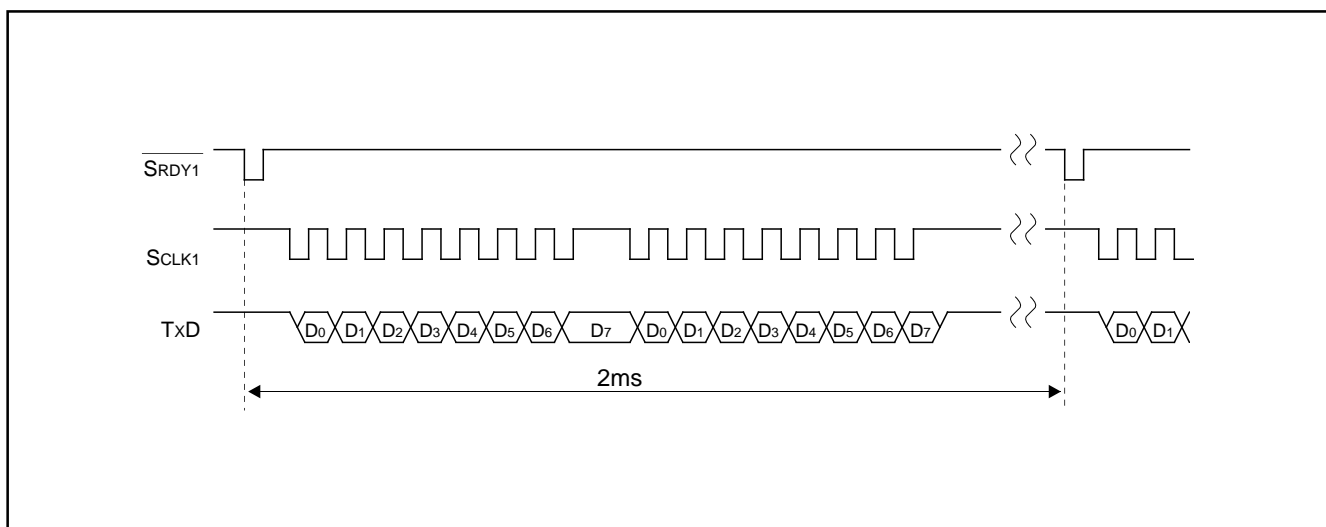 SRDY1
SCLK1
TxD
D0 D1 D2 D3 D4 D5 D6 D7 D0 D1 D2 D3 D4 D5 D6 D7 D0 D1
2ms